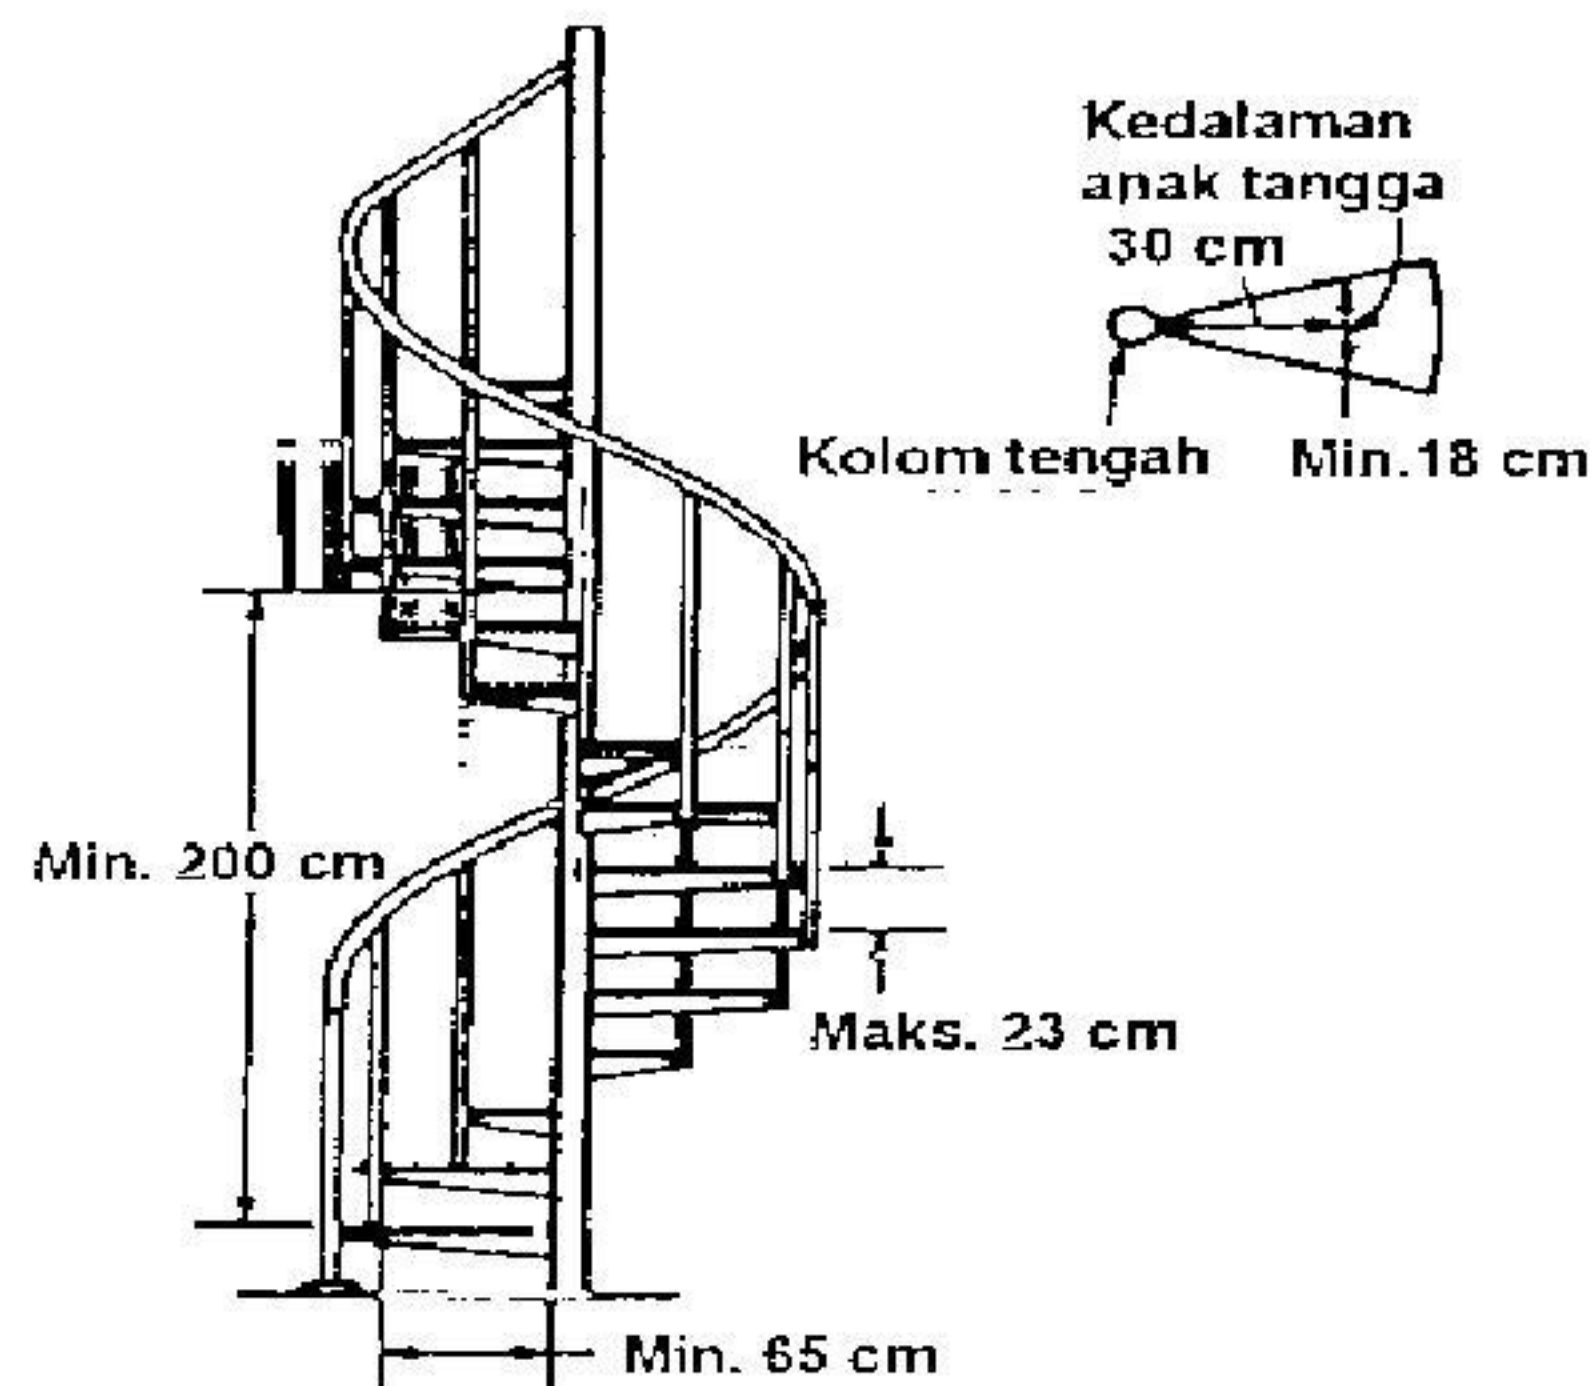 Kedalaman
anak tangga
30 cm
Kolom tengah
Min.18 cm
Min. 200 cm
Maks. 23 cm
Min. 65 cm